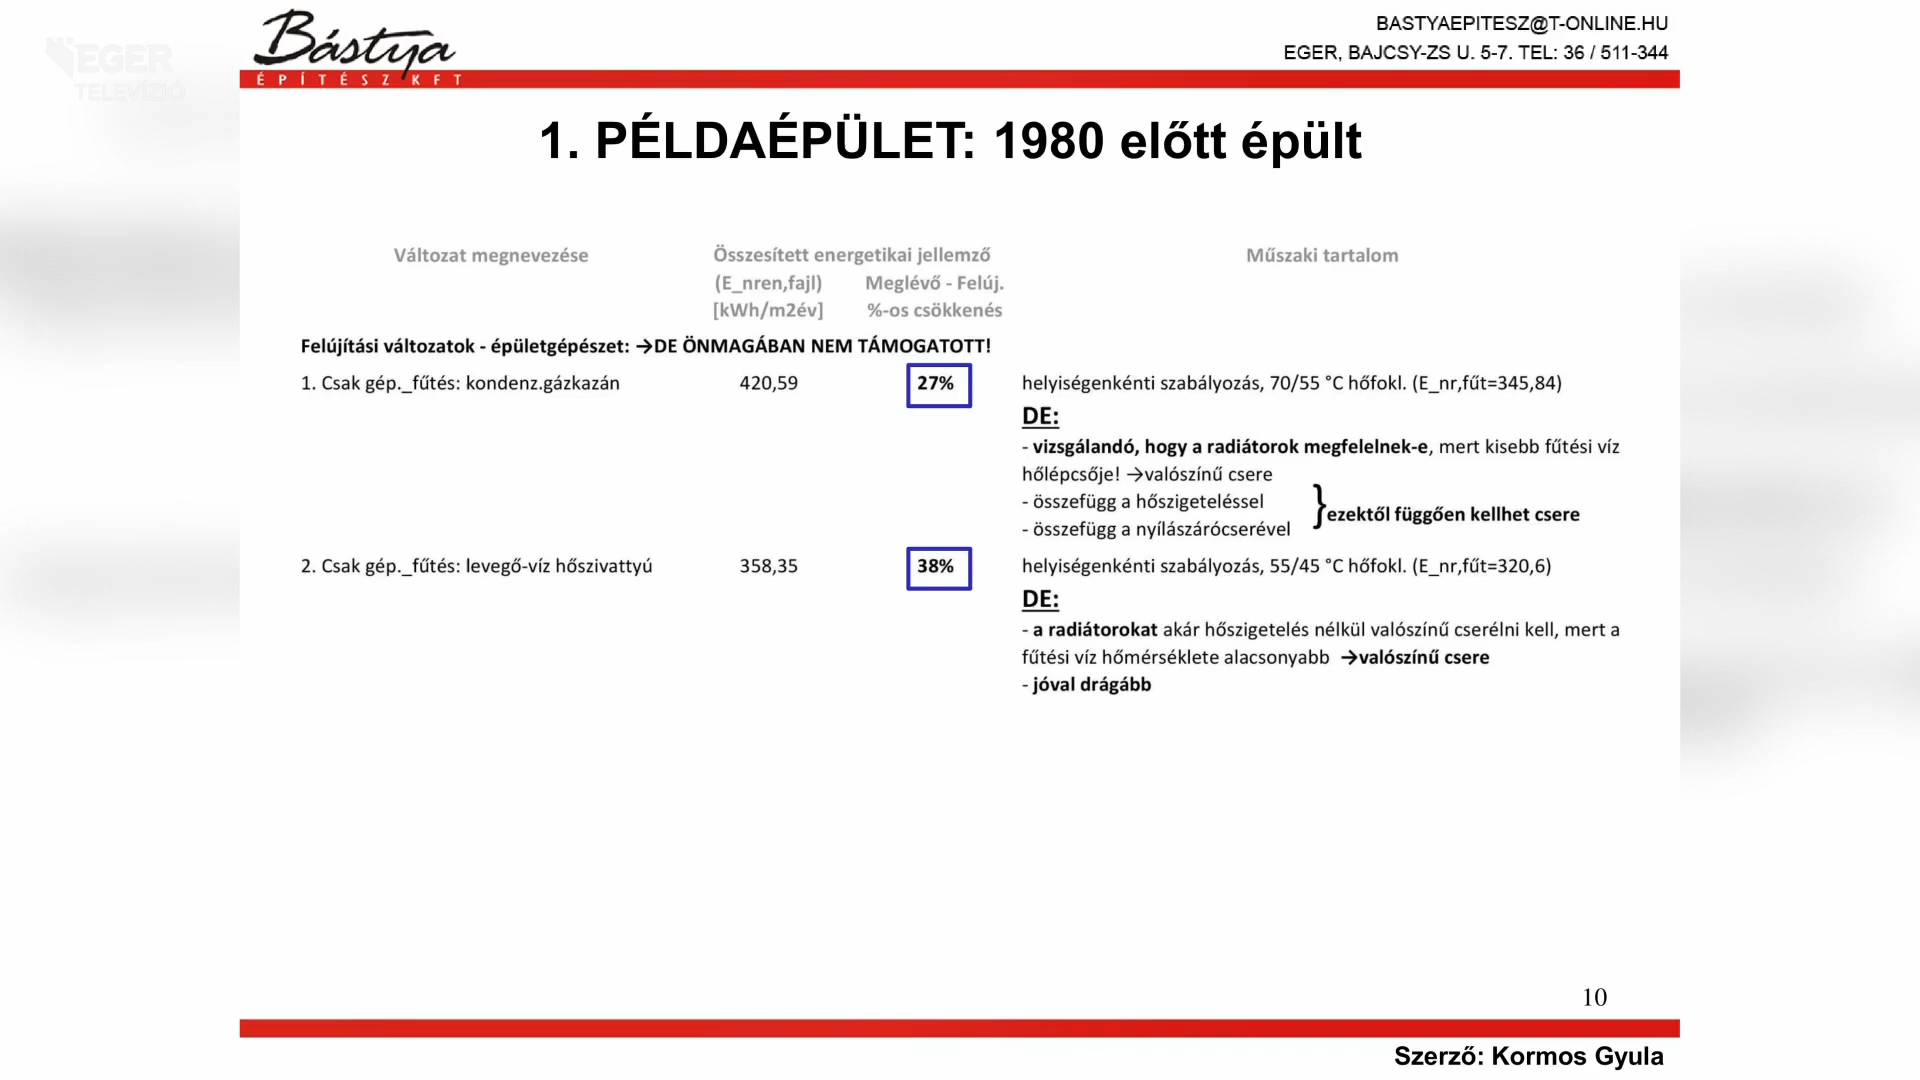 EGER
TELEVÍZIÓ
Bástya
ÉPÍTÉSZ KFT
BASTYAEPITESZ@T-ONLINE.HU
EGER, BAJCSY-ZS U. 5-7. TEL: 36 / 511-344
1. PÉLDAÉPÜLET: 1980 előtt épült
Változat megnevezése Összesített energetikai jellemző Műszaki tartalom
(E_nren,fajl) Meglévő - Felúj.
[kWh/m2év] %-os csökkenés
Felújítási változatok - épületgépészet: →DE ÖNMAGÁBAN NEM TÁMOGATOTT!
1. Csak gép._fűtés: kondenz.gázkazán 420,59 27% helyiségenkénti szabályozás, 70/55 °C hőfokl. (E_nr,fűt=345,84)
DE:
- vizsgálandó, hogy a radiátorok megfelelnek-e, mert kisebb fűtési víz
hőlépcsője! →valószínű csere
- összefügg a hőszigeteléssel
- összefügg a nyílászárócserével
}ezektől függően kellhet csere
2. Csak gép._fűtés: levegő-víz hőszivattyú 358,35 38% helyiségenkénti szabályozás, 55/45 °C hőfokl. (E_nr,fűt=320,6)
DE:
- a radiátorokat akár hőszigetelés nélkül valószínű cserélni kell, mert a
fűtési víz hőmérséklete alacsonyabb →valószínű csere
- jóval drágább
10
Szerző: Kormos Gyula